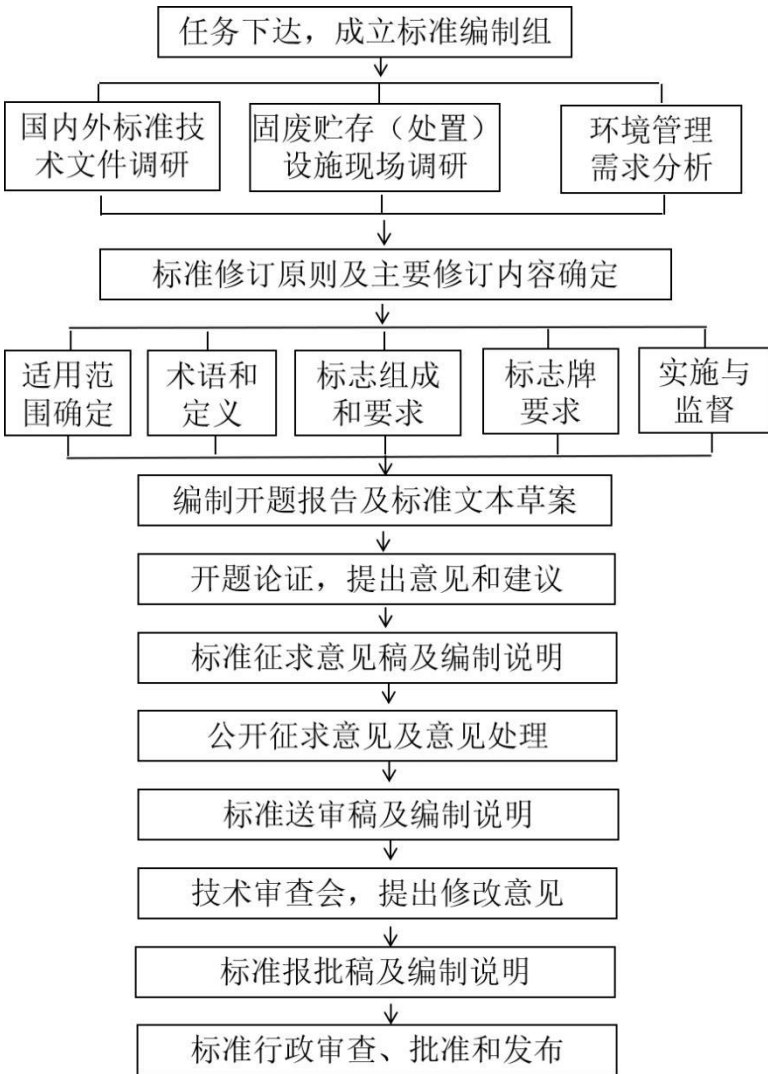 任务下达，成立标准编制组
国内外标准技
术文件调研
固废贮存（处置）
设施现场调研
环境管理
需求分析
标准修订原则及主要修订内容确定
适用范
围确定
术语和
定义
标志组成
和要求
标志牌
要求
实施与
监督
编制开题报告及标准文本草案
开题论证，提出意见和建议
标准征求意见稿及编制说明
公开征求意见及意见处理
标准送审稿及编制说明
技术审查会，提出修改意见
标准报批稿及编制说明
标准行政审查、批准和发布